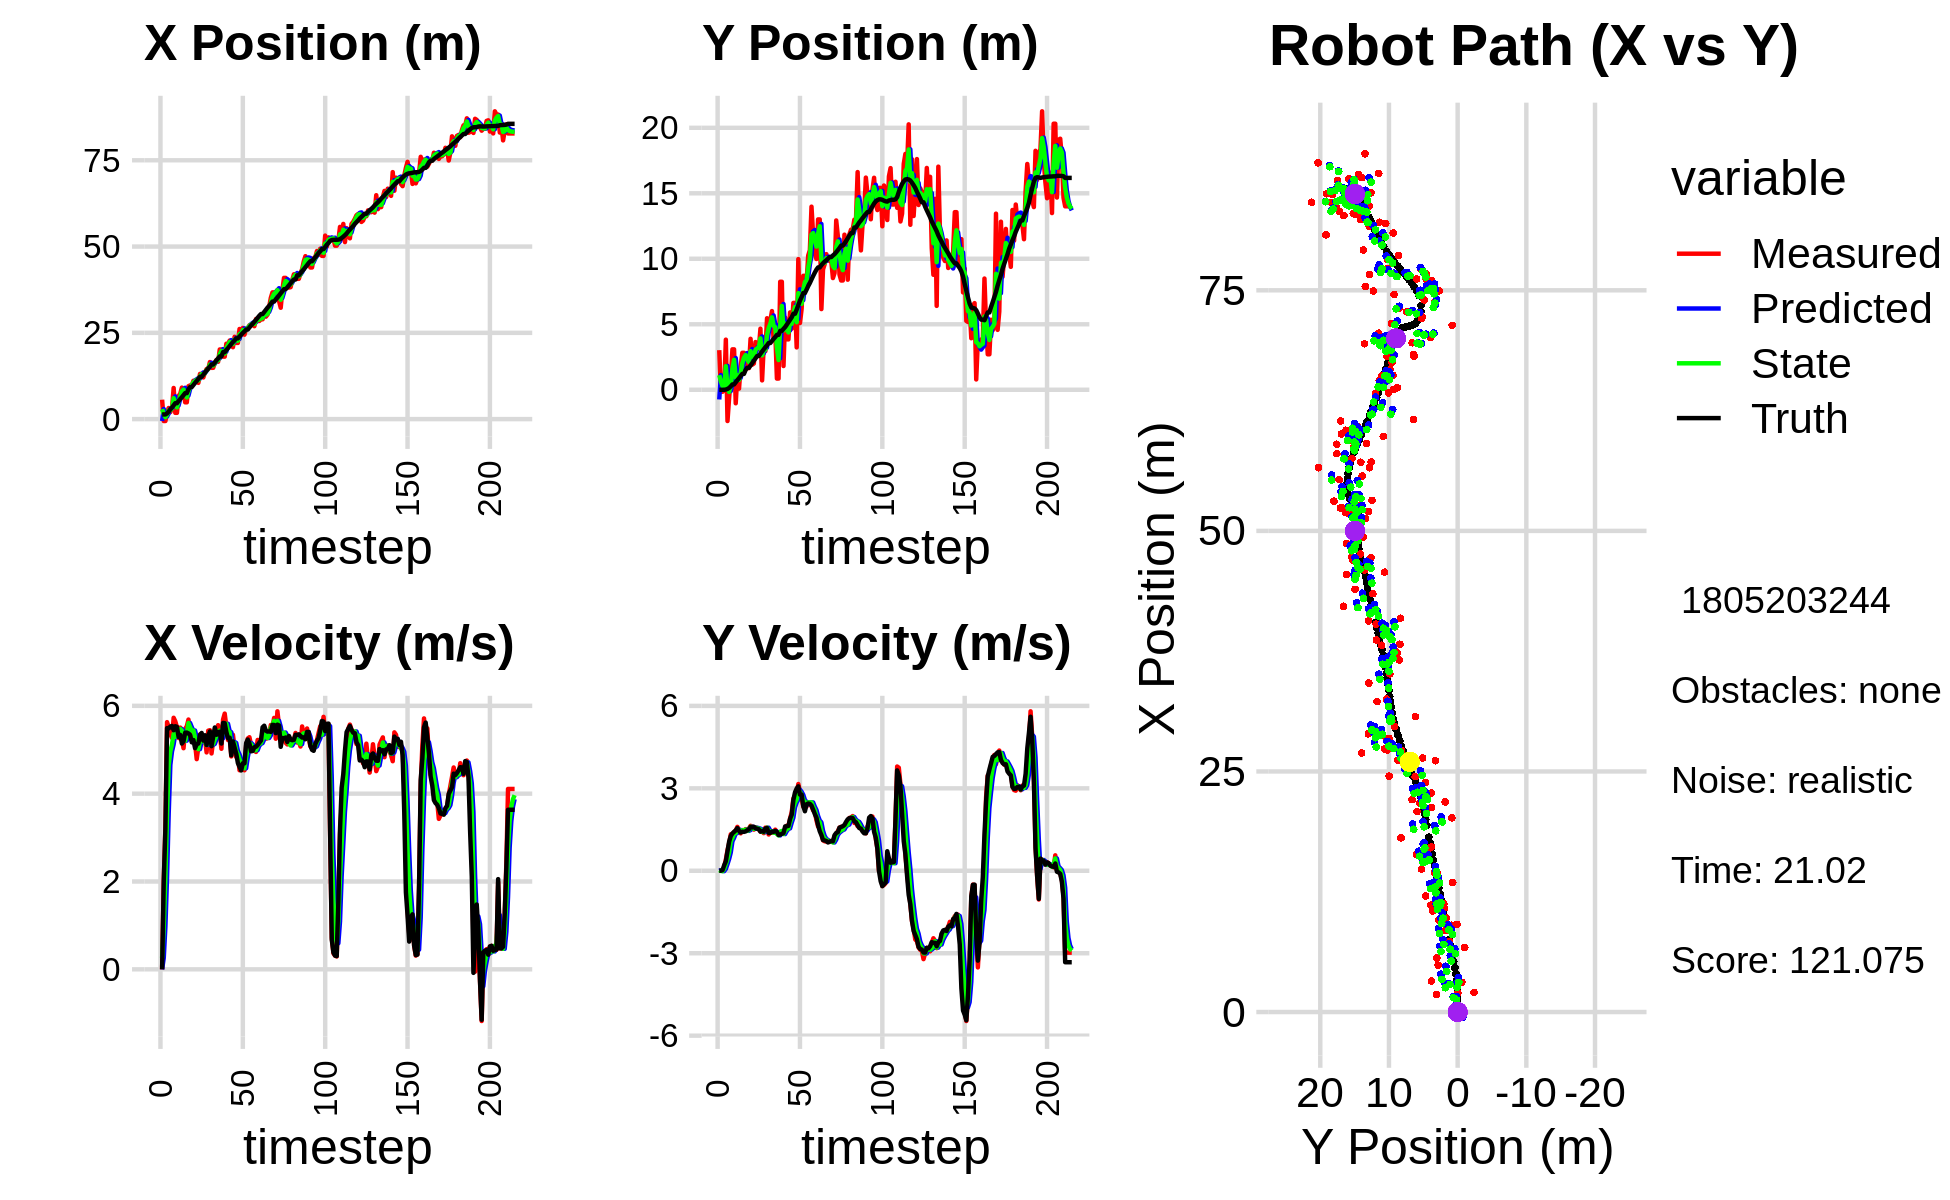 X Position (m)
75
50
25
0
0
50
100
150
200
timestep
Y Position (m)
20
15
10
5
0
0
50
100
150
200
timestep
X Velocity (m/s)
6
4
2
0
0
50
100
150
200
timestep
Y Velocity (m/s)
6
3
0
-3
-6
0
50
100
150
200
timestep
Robot Path (X vs Y)
X Position (m)
75
50
25
0
20 10 0 -10 -20
Y Position (m)
variable
Measured
Predicted
State
Truth
1805203244
Obstacles: none
Noise: realistic
Time: 21.02
Score: 121.075